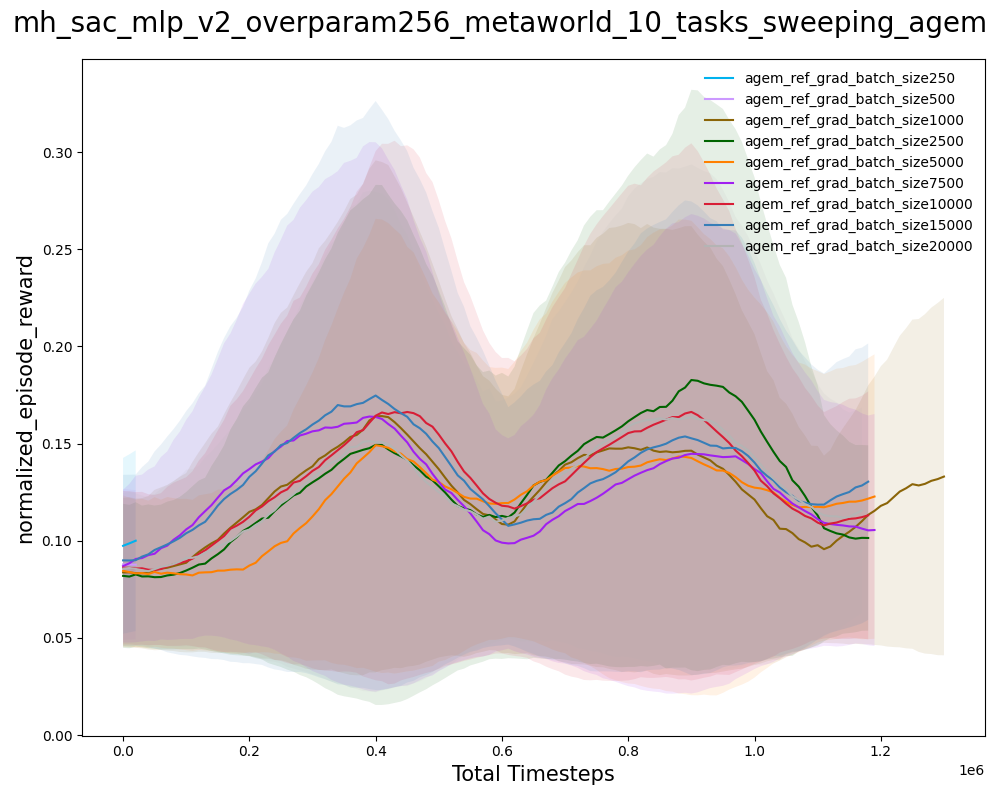 mh_sac_mlp_v2_overparam256_metaworld_10_tasks_sweeping_agem
agem_ref_grad_batch_size250
agem_ref_grad_batch_size500
agem_ref_grad_batch_size1000
agem_ref_grad_batch_size2500
agem_ref_grad_batch_size5000
agem_ref_grad_batch_size7500
agem_ref_grad_batch_size10000
agem_ref_grad_batch_size15000
agem_ref_grad_batch_size20000
normalized_episode_reward
0.30
0.25
0.20
0.15
0.10
0.05
0.00
0.0 0.2 0.4 0.6 0.8 1.0 1.2
1e6
Total Timesteps